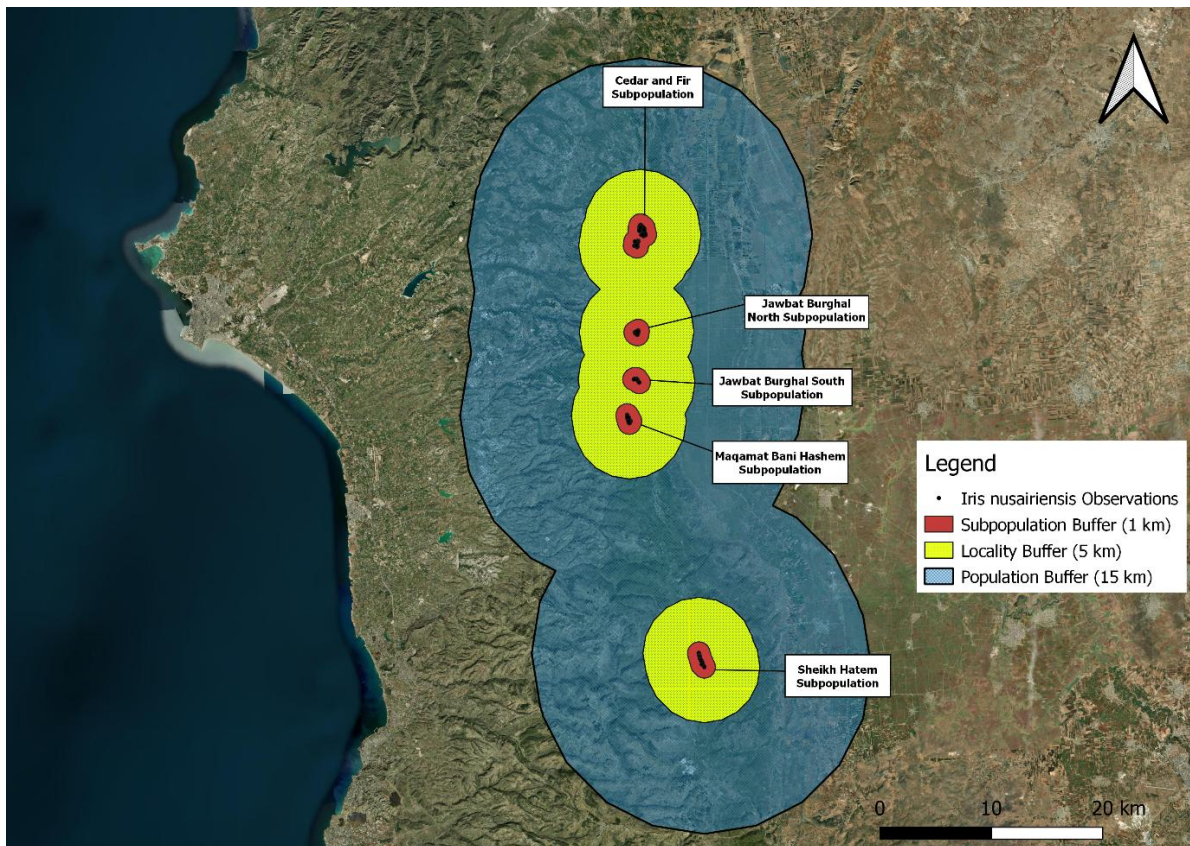 Cedar and Fir
Subpopulation
Jawbat Burghal
North Subpopulation
Jawbat Burghal South
Subpopulation
Maqamat Bani Hashem
Subpopulation
Sheikh Hatem
Subpopulation
Legend
Iris nusairiensis Observations
Subpopulation Buffer (1 km)
Locality Buffer (5 km)
Population Buffer (15 km)
0 10 20 km